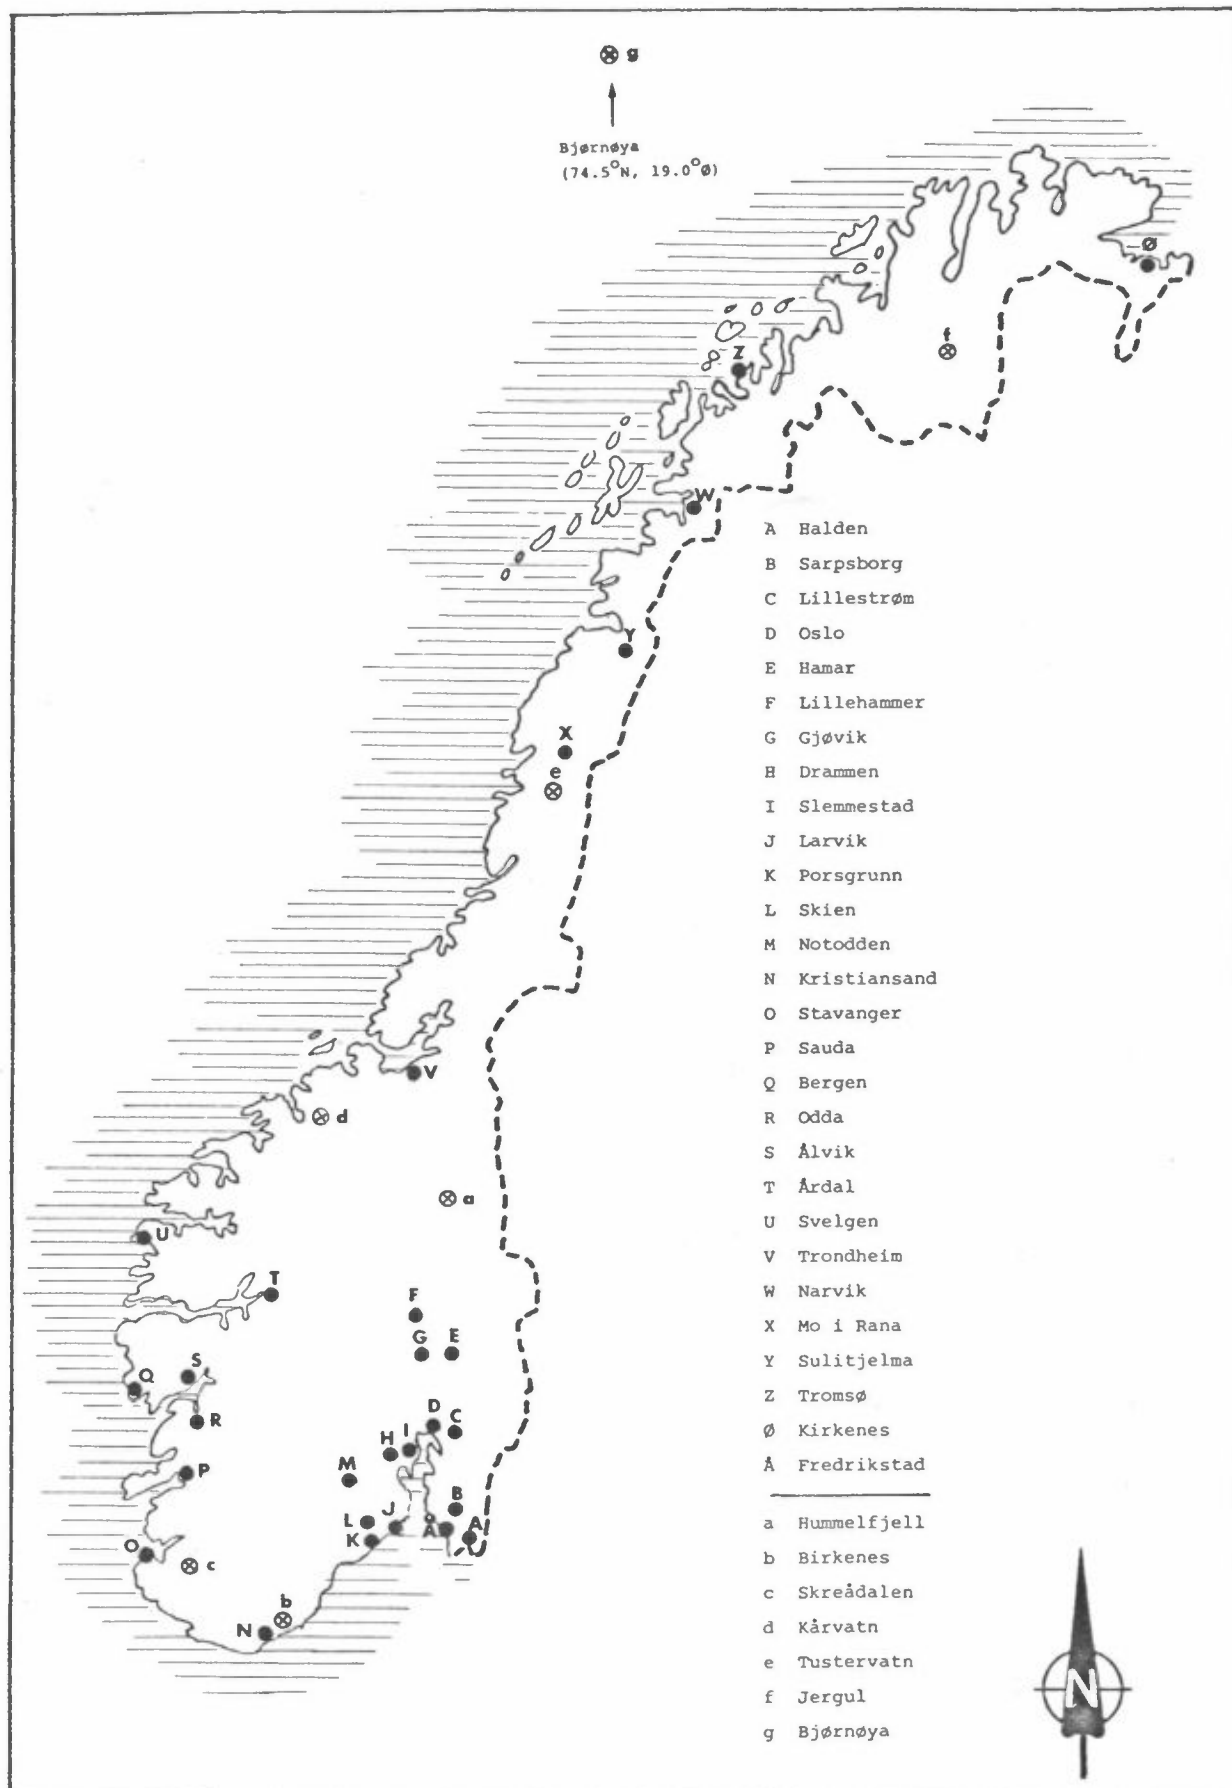 g
Bjørnøya
(74.5°N, 19.0°Ø)
Ø
f
Z
W
A Halden
B Sarpsborg
C Lillestrøm
D Oslo
Y
E Hamar
F Lillehammer
G Gjøvik
X
H Drammen
e
I Slemmestad
J Larvik
K Porsgrunn
L Skien
M Notodden
N Kristiansand
O Stavanger
P Sauda
V
Q Bergen
d
R Odda
S Ålvik
T Årdal
a
U
U Svelgen
V Trondheim
T
W Narvik
F
X Mo i Rana
G E
Y Sulitjelma
S
Q
Z Tromsø
D
R C
Ø Kirkenes
I
H
P M
Å Fredrikstad
B
J
L Å A
K
a Hummelfjell
O
b Birkenes
c
c Skreådalen
b
N
d Kårvatn
e Tustervatn
f Jergul
N
g Bjørnøya